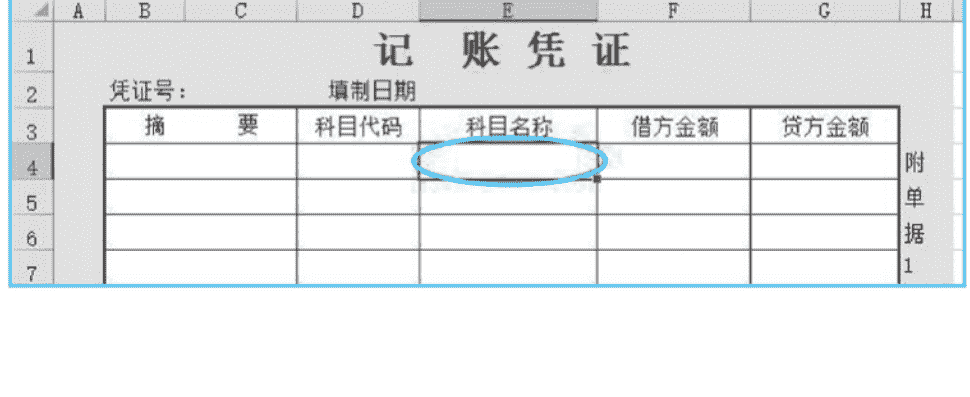 A B C D E F G H
1 记 账 凭 证
2 凭证号： 填制日期
3 摘 要 科目代码 科目名称 借方金额 贷方金额
4 附
5 单
6 据
7 1